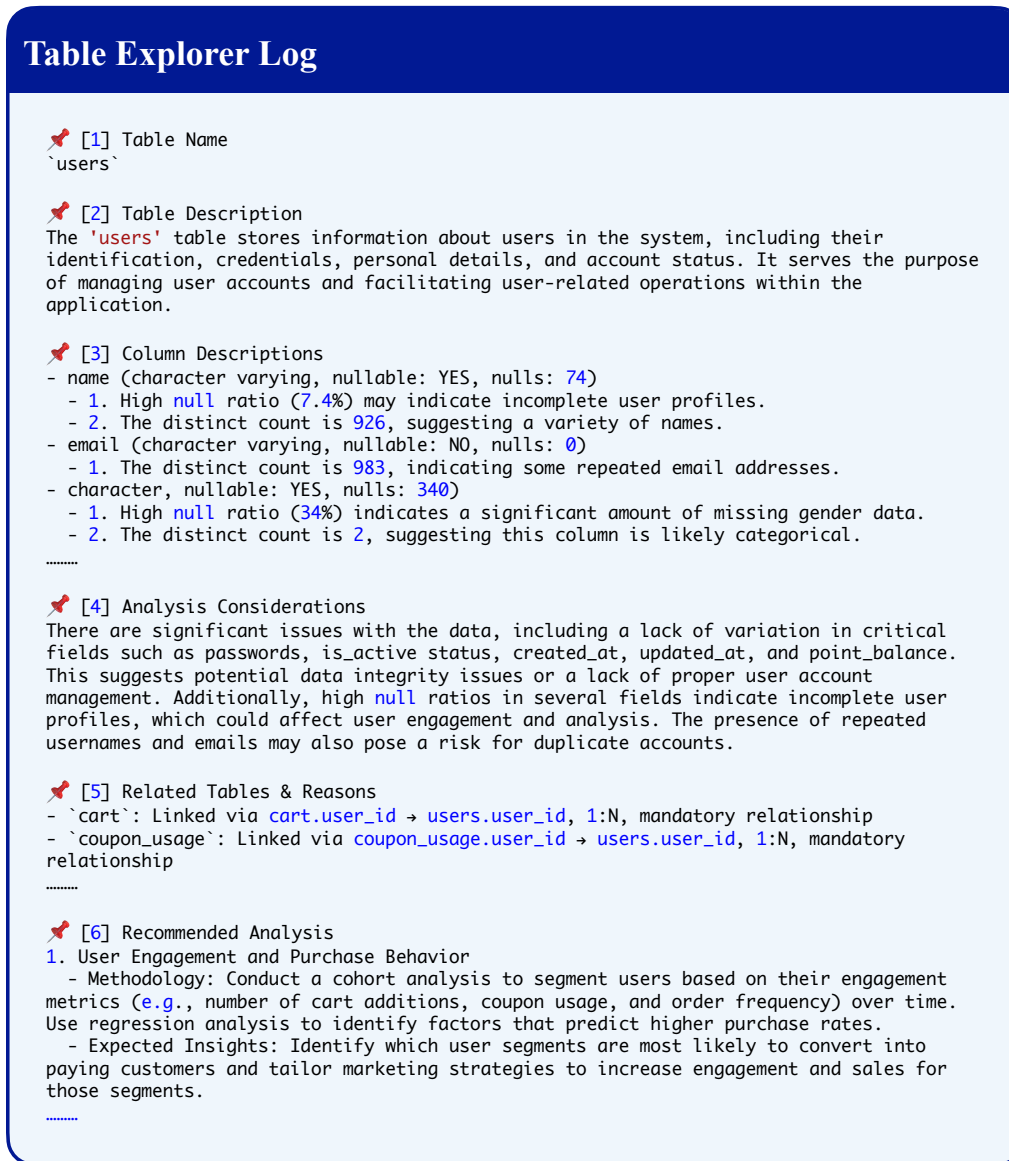 Table Explorer Log
📌 [1] Table Name
`users`
📌 [2] Table Description
The 'users' table stores information about users in the system, including their
identification, credentials, personal details, and account status. It serves the purpose
of managing user accounts and facilitating user-related operations within the
application.
📌 [3] Column Descriptions
- name (character varying, nullable: YES, nulls: 74)
  - 1. High null ratio (7.4%) may indicate incomplete user profiles.
  - 2. The distinct count is 926, suggesting a variety of names.
- email (character varying, nullable: NO, nulls: 0)
  - 1. The distinct count is 983, indicating some repeated email addresses.
- character, nullable: YES, nulls: 340)
  - 1. High null ratio (34%) indicates a significant amount of missing gender data.
  - 2. The distinct count is 2, suggesting this column is likely categorical.
………
📌 [4] Analysis Considerations
There are significant issues with the data, including a lack of variation in critical
fields such as passwords, is_active status, created_at, updated_at, and point_balance.
This suggests potential data integrity issues or a lack of proper user account
management. Additionally, high null ratios in several fields indicate incomplete user
profiles, which could affect user engagement and analysis. The presence of repeated
usernames and emails may also pose a risk for duplicate accounts.
📌 [5] Related Tables & Reasons
- `cart`: Linked via cart.user_id → users.user_id, 1:N, mandatory relationship
- `coupon_usage`: Linked via coupon_usage.user_id → users.user_id, 1:N, mandatory
relationship
………
📌 [6] Recommended Analysis
1. User Engagement and Purchase Behavior
  - Methodology: Conduct a cohort analysis to segment users based on their engagement
metrics (e.g., number of cart additions, coupon usage, and order frequency) over time.
Use regression analysis to identify factors that predict higher purchase rates.
  - Expected Insights: Identify which user segments are most likely to convert into
paying customers and tailor marketing strategies to increase engagement and sales for
those segments.
………